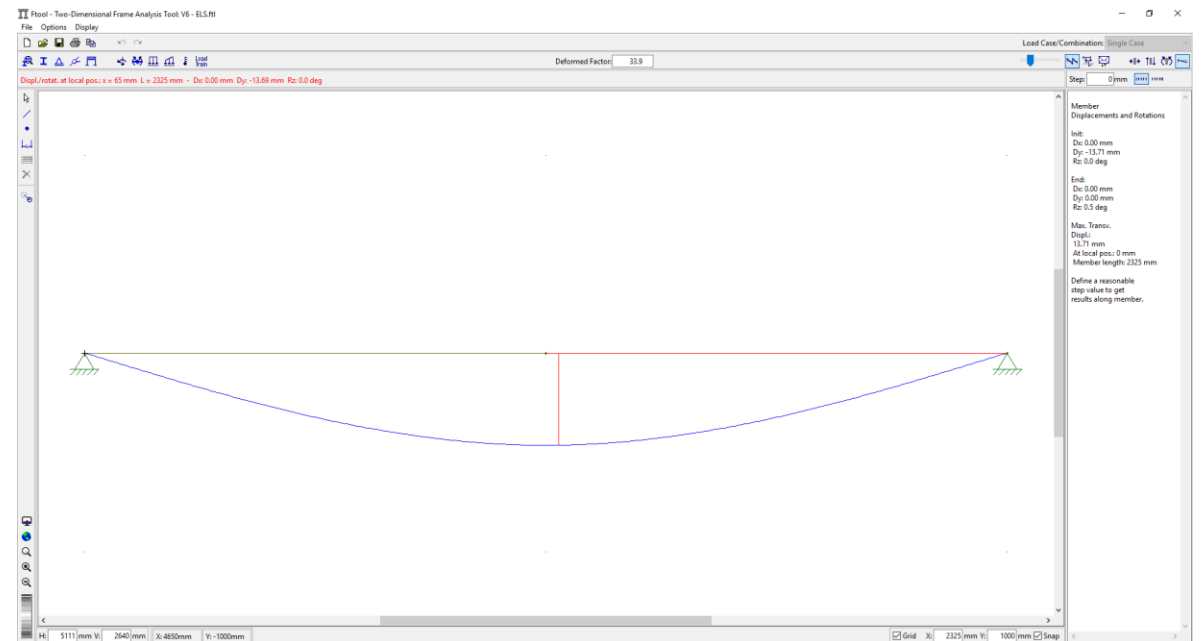 Ftool - Two-Dimensional Frame Analysis Tool: V6 - ELS.ftl
File Options Display
Load Case/Combination: Single Case
Load Train
Deformed Factor: 33.9
Displ./rotat. at local pos.: x = 65 mm L = 2325 mm - Dx: 0.00 mm Dy: -13.69 mm Rz: 0.0 deg
Step: 0 mm
Member
Displacements and Rotations
Init:
Dx: 0.00 mm
Dy: -13.71 mm
Rz: 0.0 deg
End:
Dx: 0.00 mm
Dy: 0.00 mm
Rz: 0.5 deg
Max. Transv.
Displ.:
13.71 mm
At local pos.: 0 mm
Member length: 2325 mm
Define a reasonable
step value to get
results along member.
H: 5111 mm V: 2640 mm X: 4650mm Y: -1000mm Grid X: 2325 mm Y: 1000 mm Snap